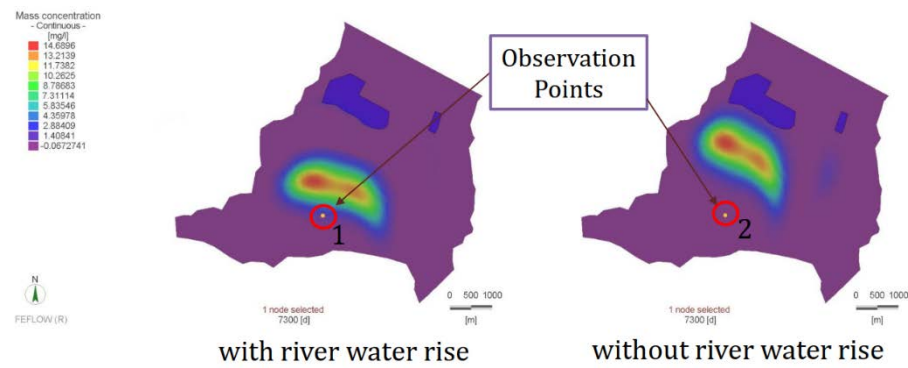 Mass concentration
- Continuous -
[mg/l]
14.6896
13.2139
11.7382
10.2625
8.78683
7.31114
5.83546
4.35978
2.88409
1.40841
-0.0672741
N
FEFLOW (R)
Observation
Points
1
1 node selected
7300 [d]
0 500 1000
[m]
with river water rise
2
1 node selected
7300 [d]
0 500 1000
[m]
without river water rise